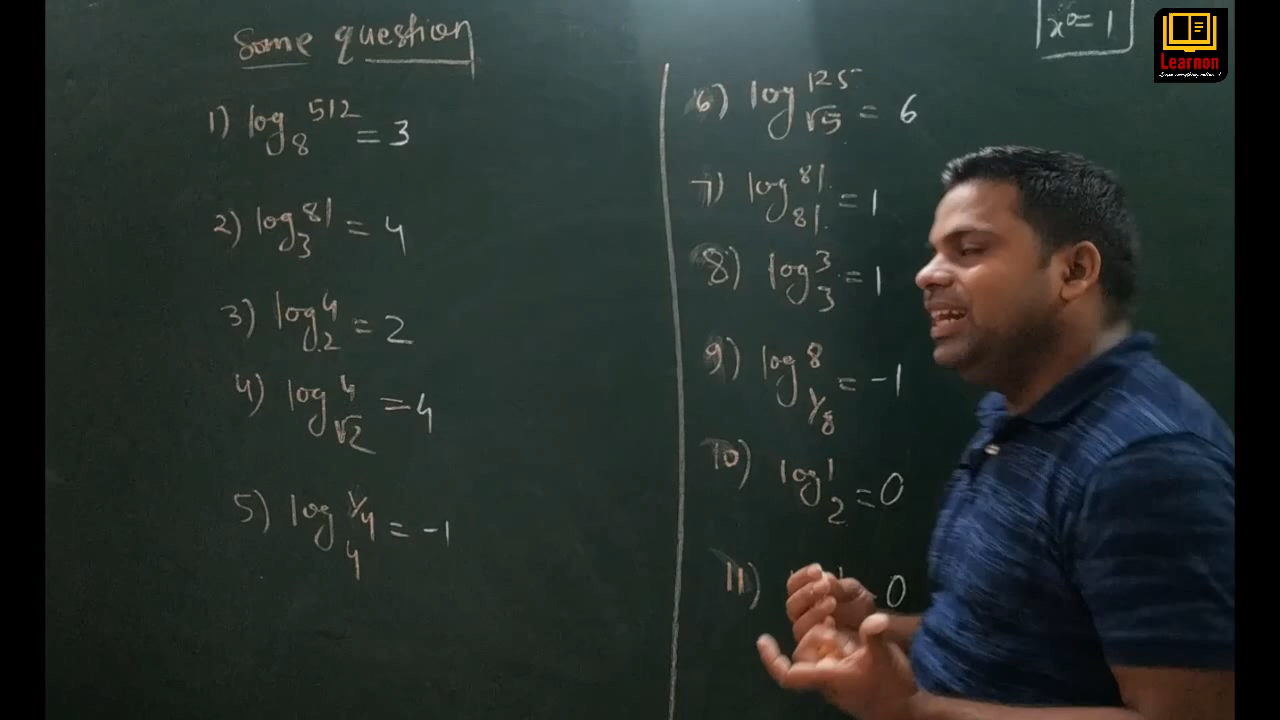 Some question
1) log₈ 512 = 3
2) log₃ 81 = 4
3) log₂ 4 = 2
4) log√2 4 = 4
5) log₄ 1/4 = -1
x⁰ = 1
6) log√5 125 = 6
7) log₈₁ 81 = 1
8) log₃ 3 = 1
9) log₁/₈ 8 = -1
10) log₂ 1 = 0
11) = 0
Learnon